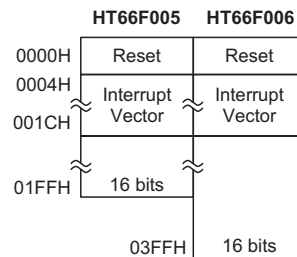 HT66F005 HT66F006
0000H Reset Reset
0004H
Interrupt Vector Interrupt Vector
001CH
01FFH 16 bits
03FFH 16 bits